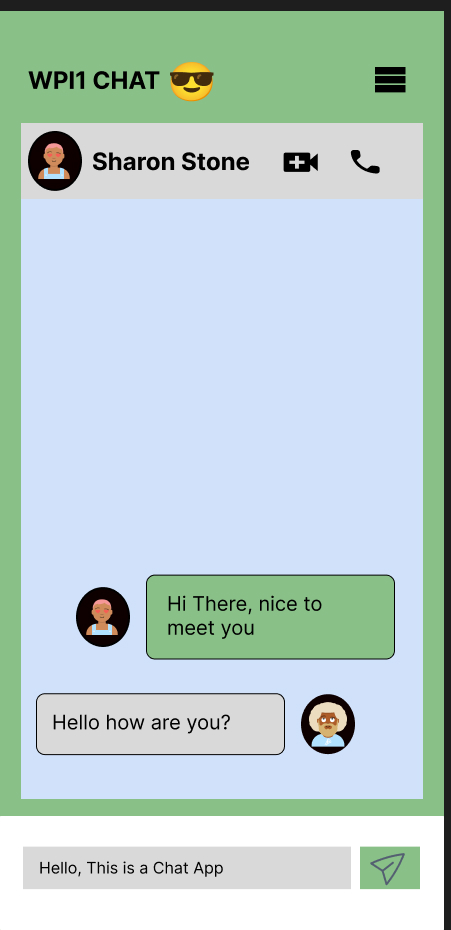 WPI1 CHAT 😎
Sharon Stone
Hi There, nice to
meet you
Hello how are you?
Hello, This is a Chat App